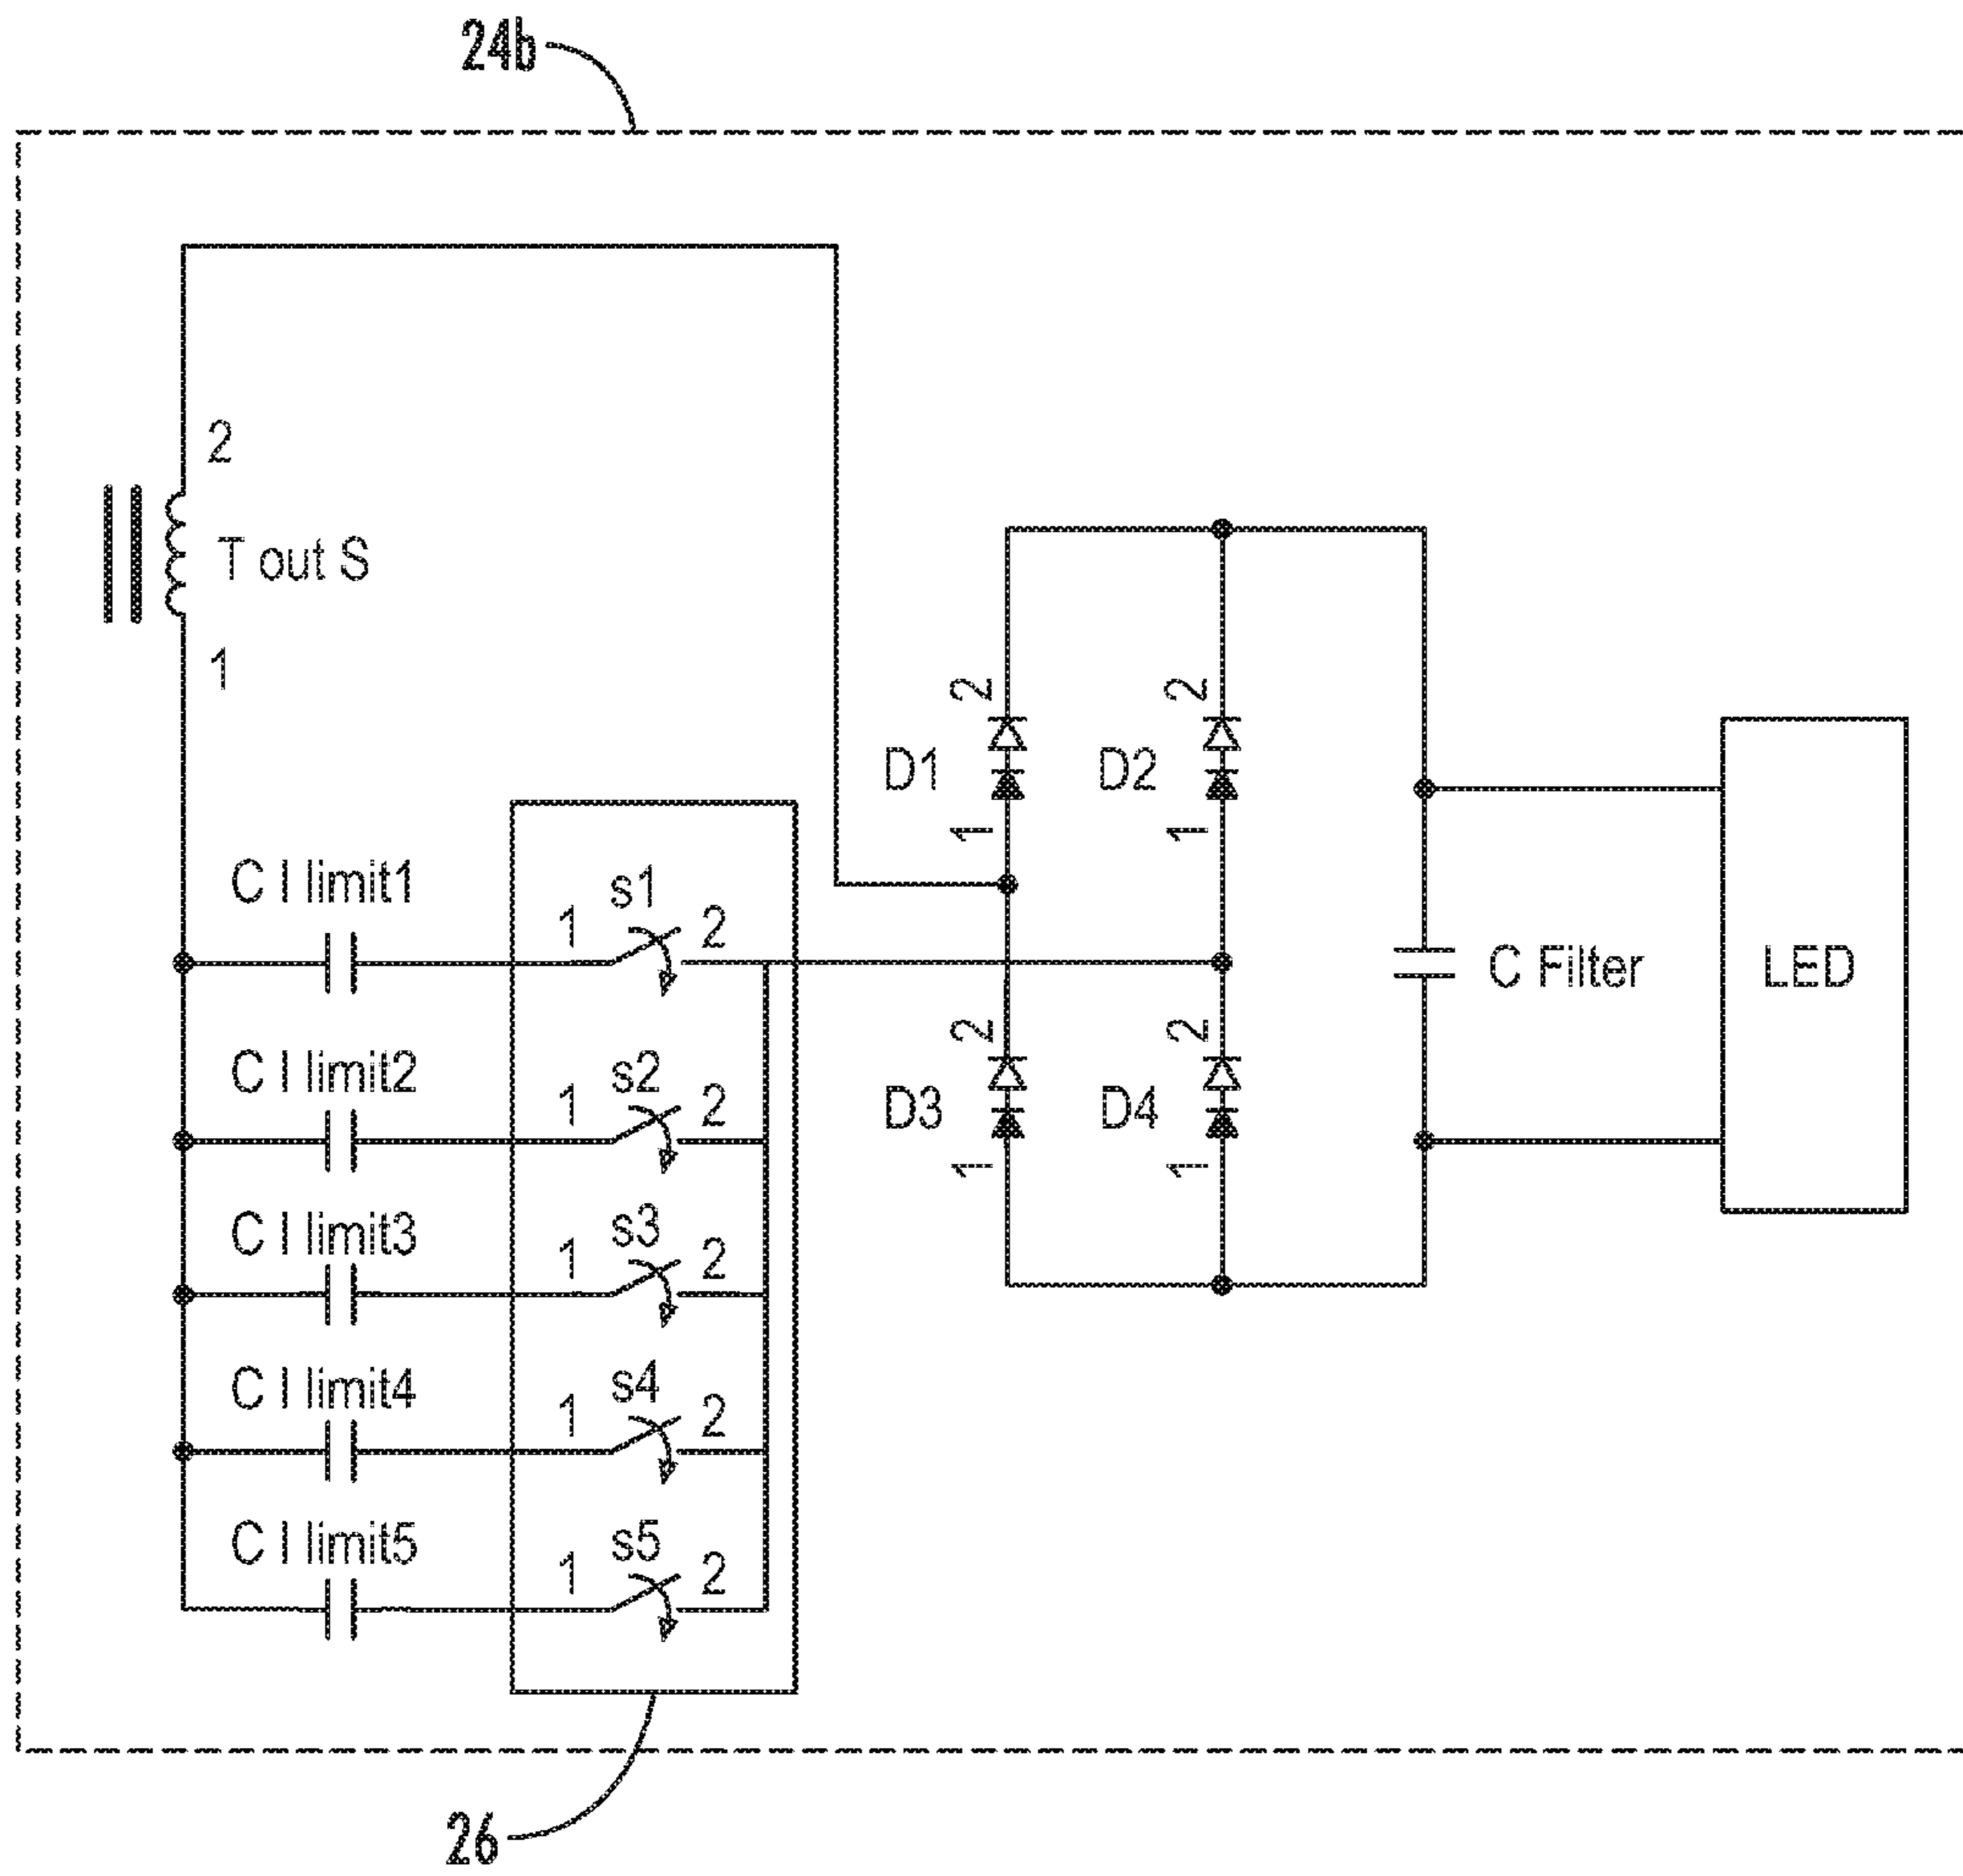 24b
2
T out S
1
2
2
D1
D2
1
1
C I limit1
1
s1
2
C Filter
LED
2
2
C I limit2
1
s2
2
D3
D4
1
1
C I limit3
1
s3
2
C I limit4
1
s4
2
C I limit5
1
s5
2
26